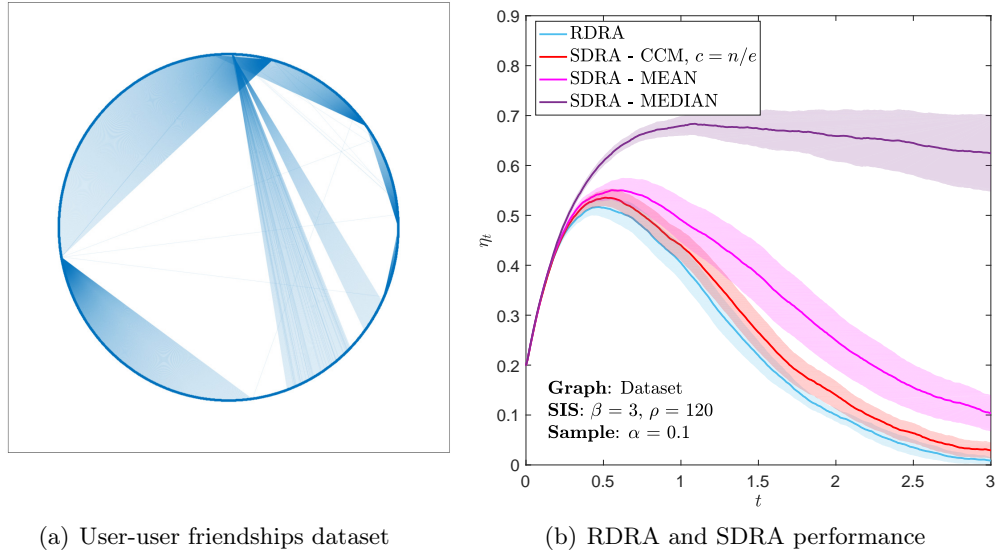 0.9
0.8
0.7
0.6
0.5
0.4
0.3
0.2
0.1
0
RDRA
SDRA - CCM, c = n/e
SDRA - MEAN
SDRA - MEDIAN
η_t
Graph: Dataset
SIS: β = 3, ρ = 120
Sample: α = 0.1
0 0.5 1 1.5 2 2.5 3
t
(a) User-user friendships dataset
(b) RDRA and SDRA performance